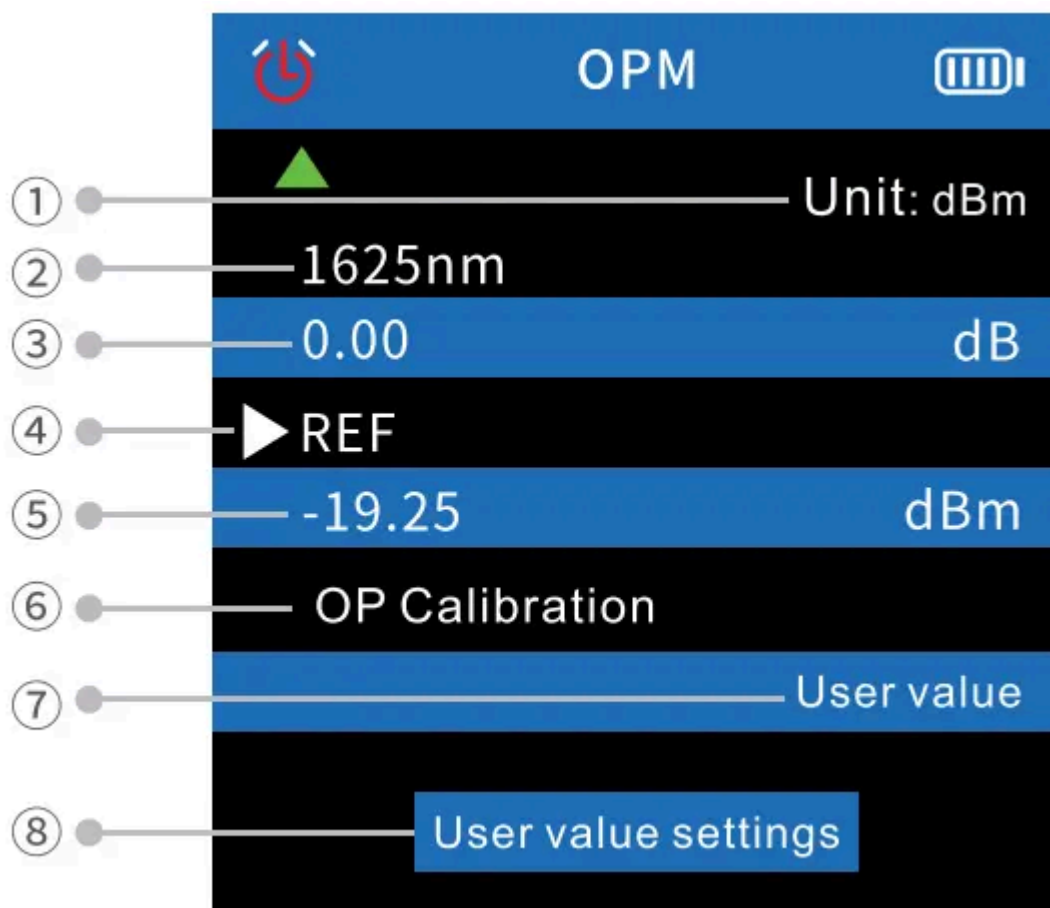 OPM
① Unit: dBm
② 1625nm
③ 0.00 dB
④ REF
⑤ -19.25 dBm
⑥ OP Calibration
⑦ User value
⑧ User value settings